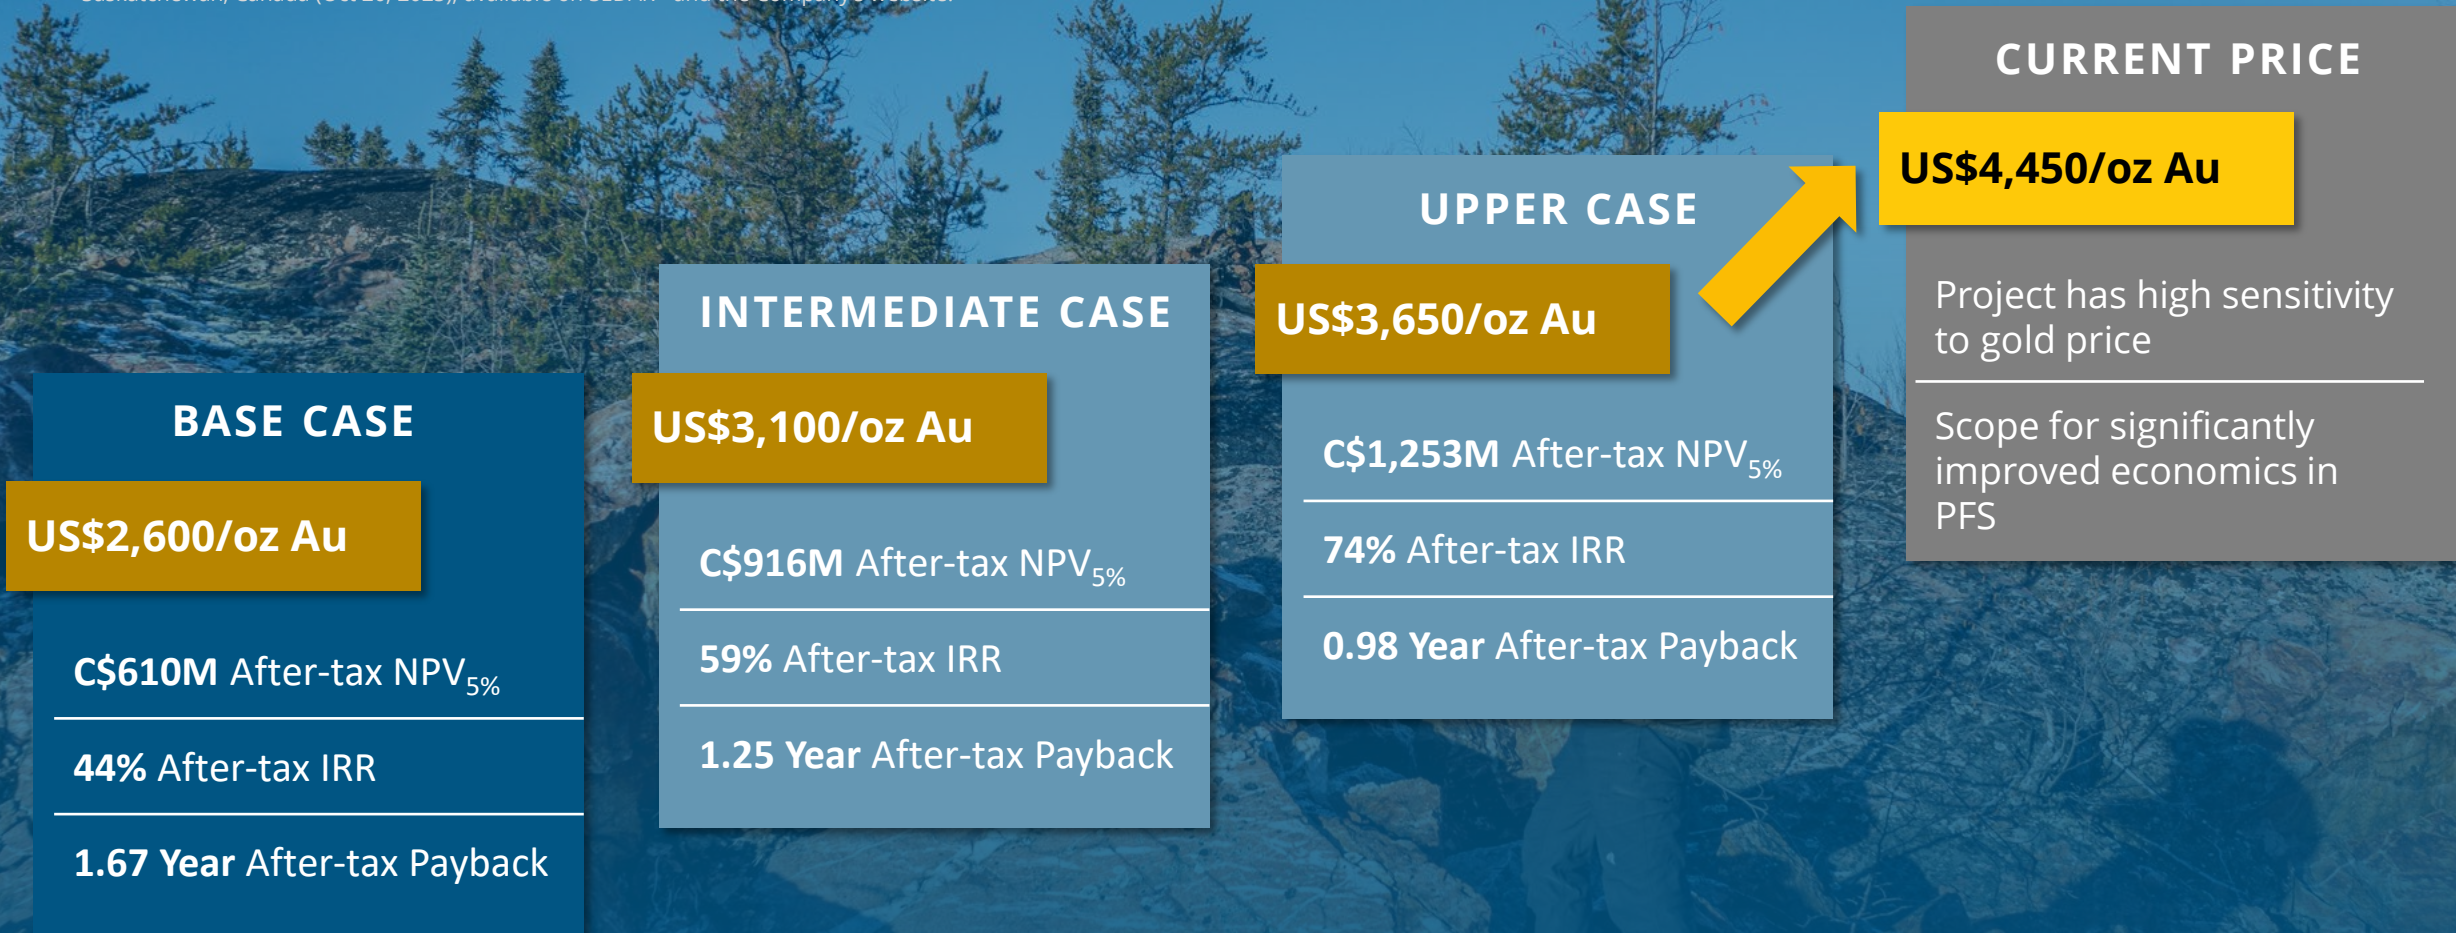 BASE CASE
US$2,600/oz Au
C$610M After-tax NPV5%
44% After-tax IRR
1.67 Year After-tax Payback
INTERMEDIATE CASE
US$3,100/oz Au
C$916M After-tax NPV5%
59% After-tax IRR
1.25 Year After-tax Payback
UPPER CASE
US$3,650/oz Au
C$1,253M After-tax NPV5%
74% After-tax IRR
0.98 Year After-tax Payback
CURRENT PRICE
US$4,450/oz Au
Project has high sensitivity
to gold price
Scope for significantly
improved economics in
PFS